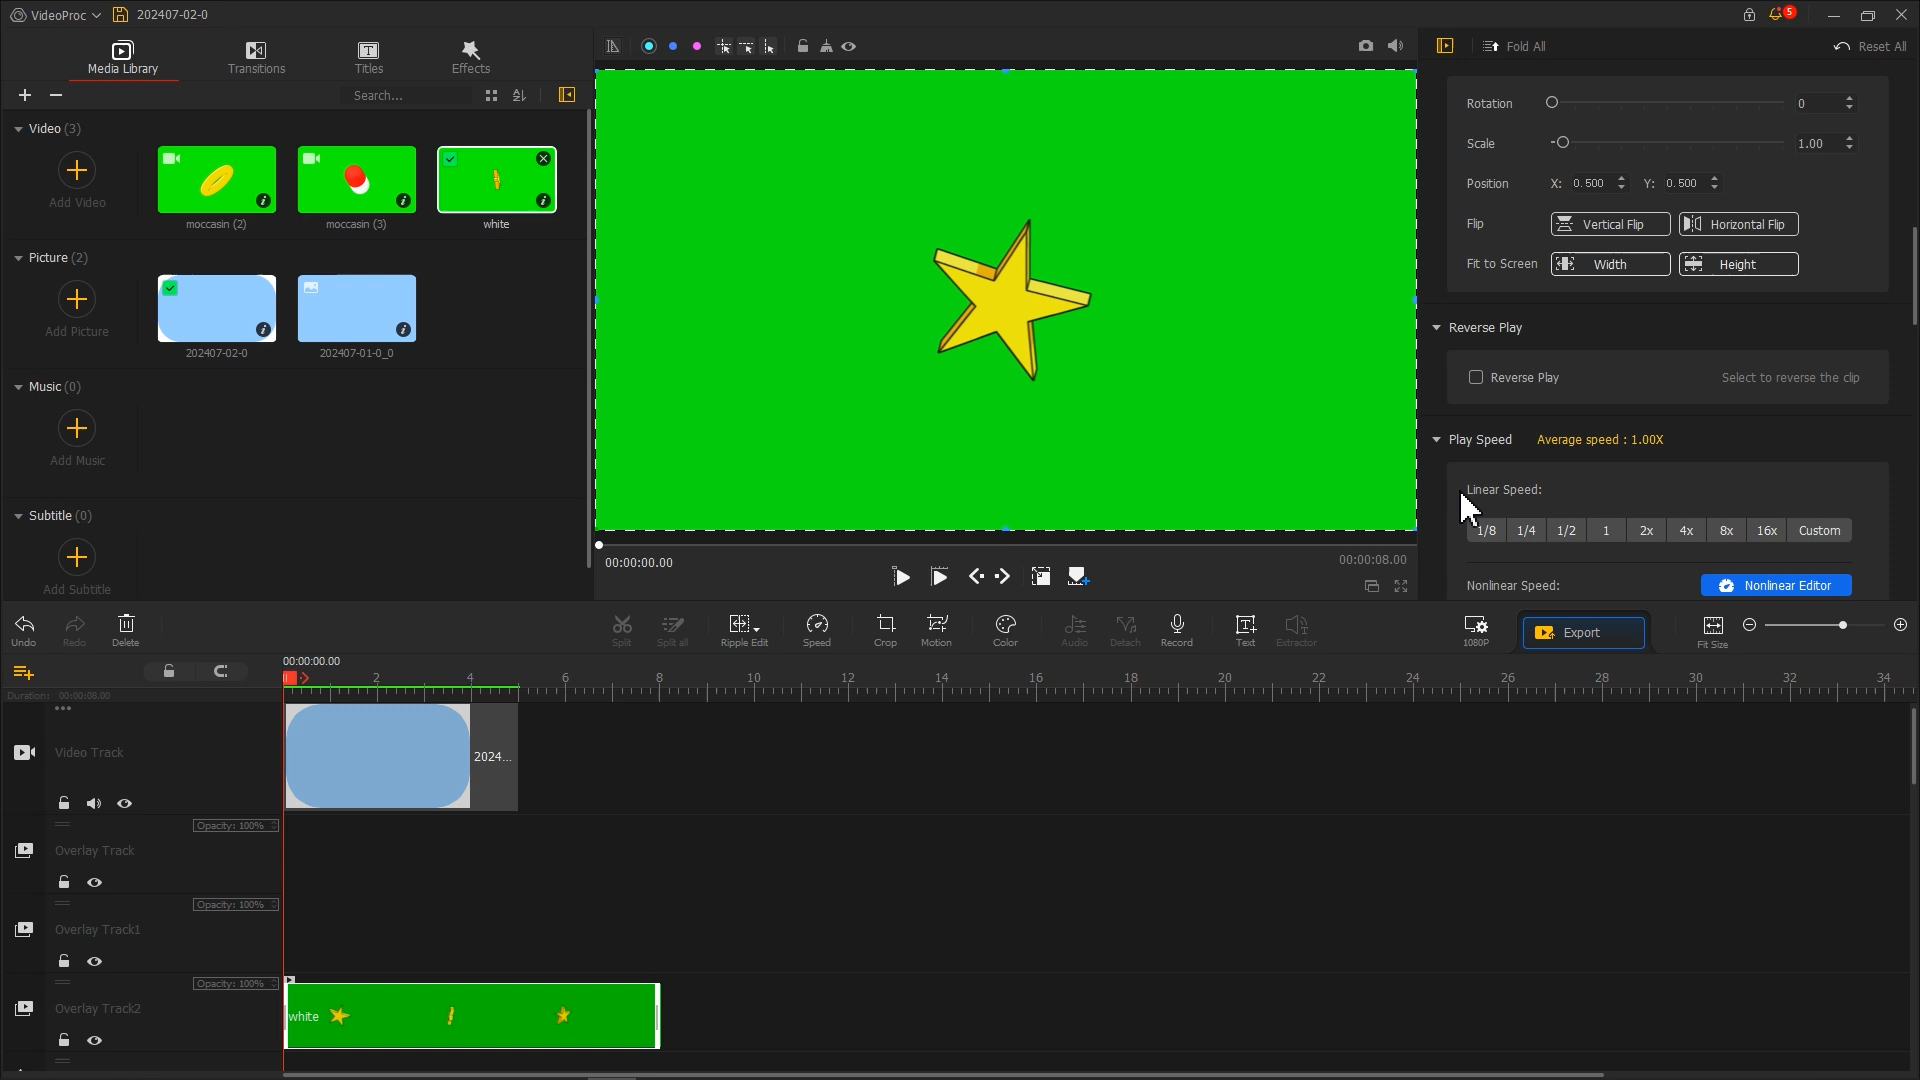 VideoProc
202407-02-0
5
Media Library
Transitions
Titles
Effects
Fold All
Reset All
Search...
Video (3)
Add Video
moccasin (2)
moccasin (3)
white
Picture (2)
Add Picture
202407-02-0
202407-01-0_0
Music (0)
Add Music
Subtitle (0)
Add Subtitle
00:00:00.00
00:00:08.00
Rotation
0
Scale
1.00
Position
X: 0.500
Y: 0.500
Flip
Vertical Flip
Horizontal Flip
Fit to Screen
Width
Height
Reverse Play
Reverse Play
Select to reverse the clip
Play Speed
Average speed : 1.00X
Linear Speed:
1/8
1/4
1/2
1
2x
4x
8x
16x
Custom
Nonlinear Speed:
Nonlinear Editor
Undo
Redo
Delete
Split
Split all
Ripple Edit
Speed
Crop
Motion
Color
Audio
Detach
Record
Text
Extractor
1080P
Export
Fit Size
00:00:00.00
2 4 6 8 10 12 14 16 18 20 22 24 26 28 30 32 34
Duration: 00:00:08.00
Video Track
2024...
Opacity: 100%
Overlay Track
Opacity: 100%
Overlay Track1
Opacity: 100%
Overlay Track2
white